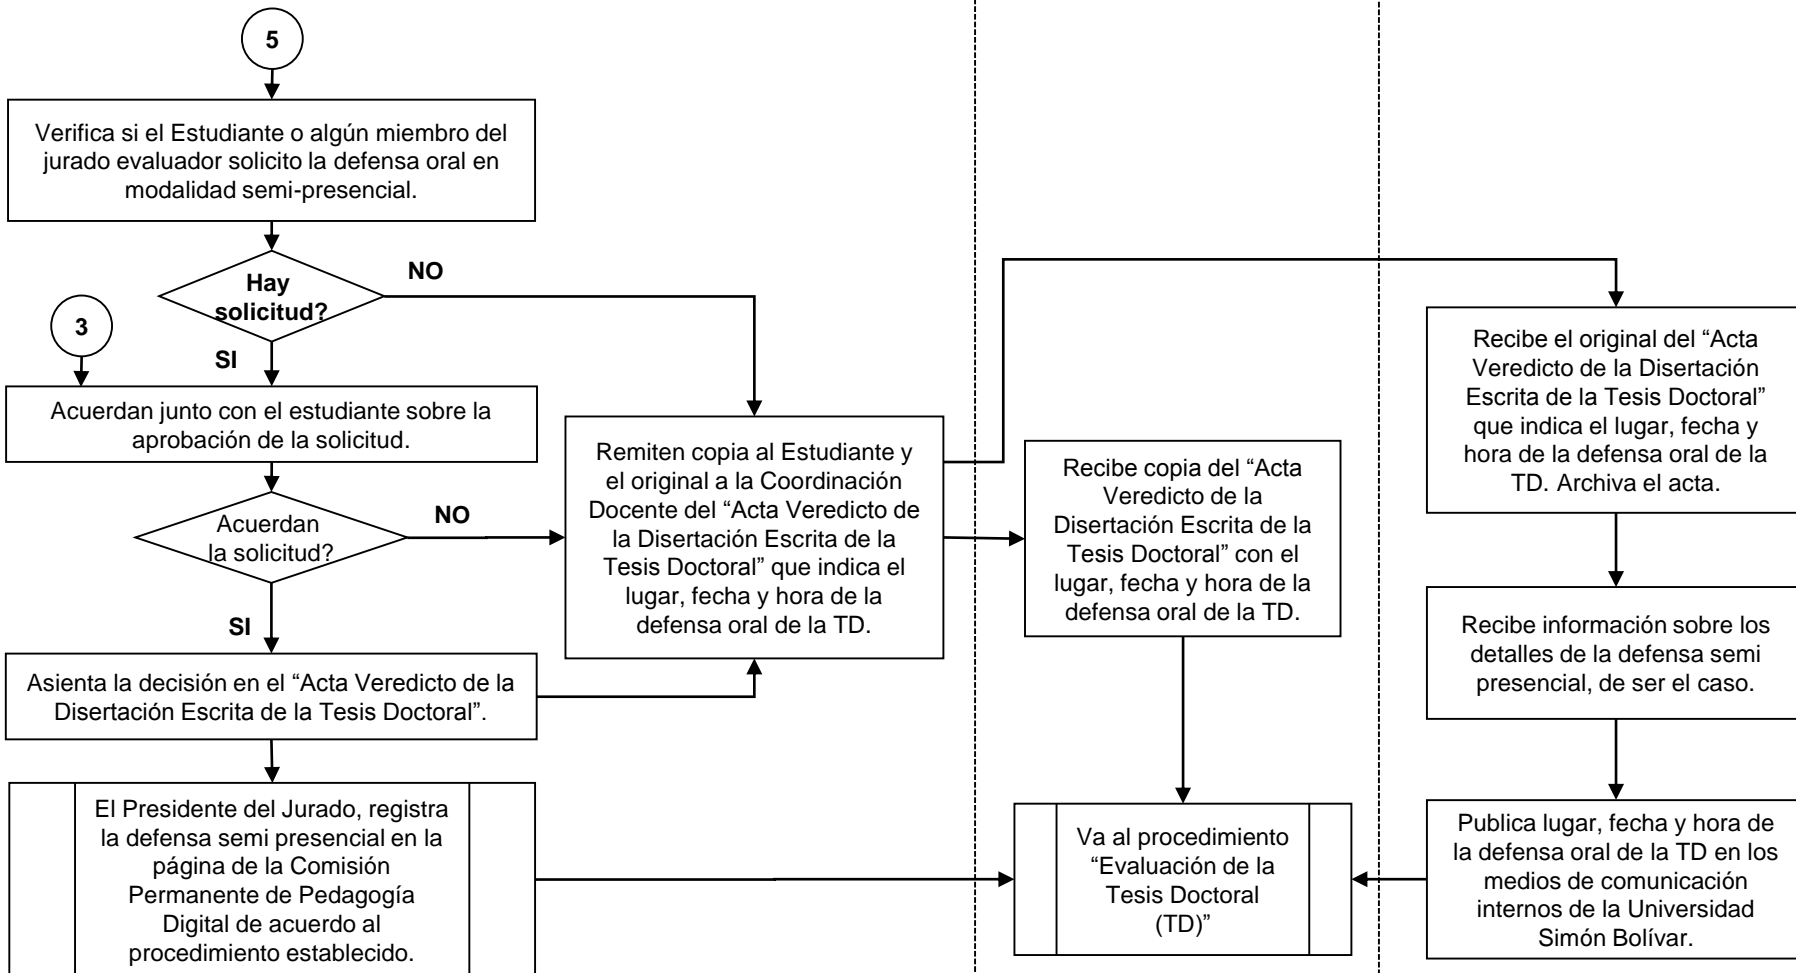 5
Verifica si el Estudiante o algún miembro del
jurado evaluador solicito la defensa oral en
modalidad semi-presencial.
Hay
solicitud?
NO
SI
3
Acuerdan junto con el estudiante sobre la
aprobación de la solicitud.
Acuerdan
la solicitud?
NO
SI
Asienta la decisión en el “Acta Veredicto de la
Disertación Escrita de la Tesis Doctoral”.
El Presidente del Jurado, registra
la defensa semi presencial en la
página de la Comisión
Permanente de Pedagogía
Digital de acuerdo al
procedimiento establecido.
Remiten copia al Estudiante y
el original a la Coordinación
Docente del “Acta Veredicto de
la Disertación Escrita de la
Tesis Doctoral” que indica el
lugar, fecha y hora de la
defensa oral de la TD.
Recibe copia del “Acta
Veredicto de la
Disertación Escrita de la
Tesis Doctoral” con el
lugar, fecha y hora de la
defensa oral de la TD.
Va al procedimiento
“Evaluación de la
Tesis Doctoral
(TD)”
Recibe el original del “Acta
Veredicto de la Disertación
Escrita de la Tesis Doctoral”
que indica el lugar, fecha y
hora de la defensa oral de la
TD. Archiva el acta.
Recibe información sobre los
detalles de la defensa semi
presencial, de ser el caso.
Publica lugar, fecha y hora de
la defensa oral de la TD en los
medios de comunicación
internos de la Universidad
Simón Bolívar.